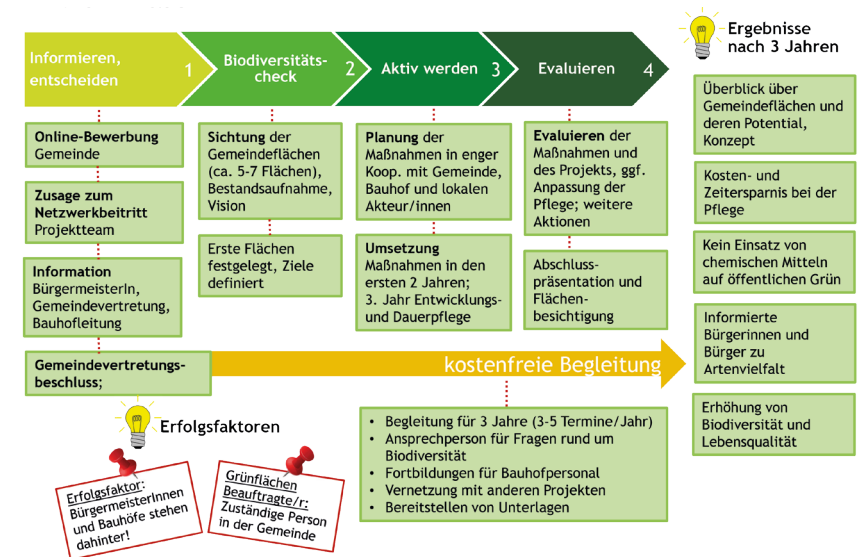 Informieren,
entscheiden
1
Biodiversitäts-
check
2
Aktiv werden
3
Evaluieren
4
Ergebnisse
nach 3 Jahren
Online-Bewerbung
Gemeinde
Zusage zum
Netzwerkbeitritt
Projektteam
Information
BürgermeisterIn,
Gemeindevertretung,
Bauhofleitung
Gemeindevertretungs-
beschluss;
Sichtung der
Gemeindeflächen
(ca. 5-7 Flächen),
Bestandsaufnahme,
Vision
Erste Flächen
festgelegt, Ziele
definiert
Planung der
Maßnahmen in enger
Koop. mit Gemeinde,
Bauhof und lokalen
Akteur/innen
Umsetzung
Maßnahmen in den
ersten 2 Jahren;
3. Jahr Entwicklungs-
und Dauerpflege
Evaluieren der
Maßnahmen und
des Projekts, ggf.
Anpassung der
Pflege; weitere
Aktionen
Abschluss-
präsentation und
Flächen-
besichtigung
Überblick über
Gemeindeflächen und
deren Potential,
Konzept
Kosten- und
Zeitersparnis bei der
Pflege
Kein Einsatz von
chemischen Mitteln
auf öffentlichen Grün
Informierte
Bürgerinnen und
Bürger zu
Artenvielfalt
Erhöhung von
Biodiversität und
Lebensqualität
kostenfreie Begleitung
• Begleitung für 3 Jahre (3-5 Termine/Jahr)
• Ansprechperson für Fragen rund um
Biodiversität
• Fortbildungen für Bauhofpersonal
• Vernetzung mit anderen Projekten
• Bereitstellen von Unterlagen
Erfolgsfaktoren
Erfolgsfaktor:
BürgermeisterInnen
und Bauhöfe stehen
dahinter!
Grünflächen
Beauftragte/r:
Zuständige Person
in der Gemeinde